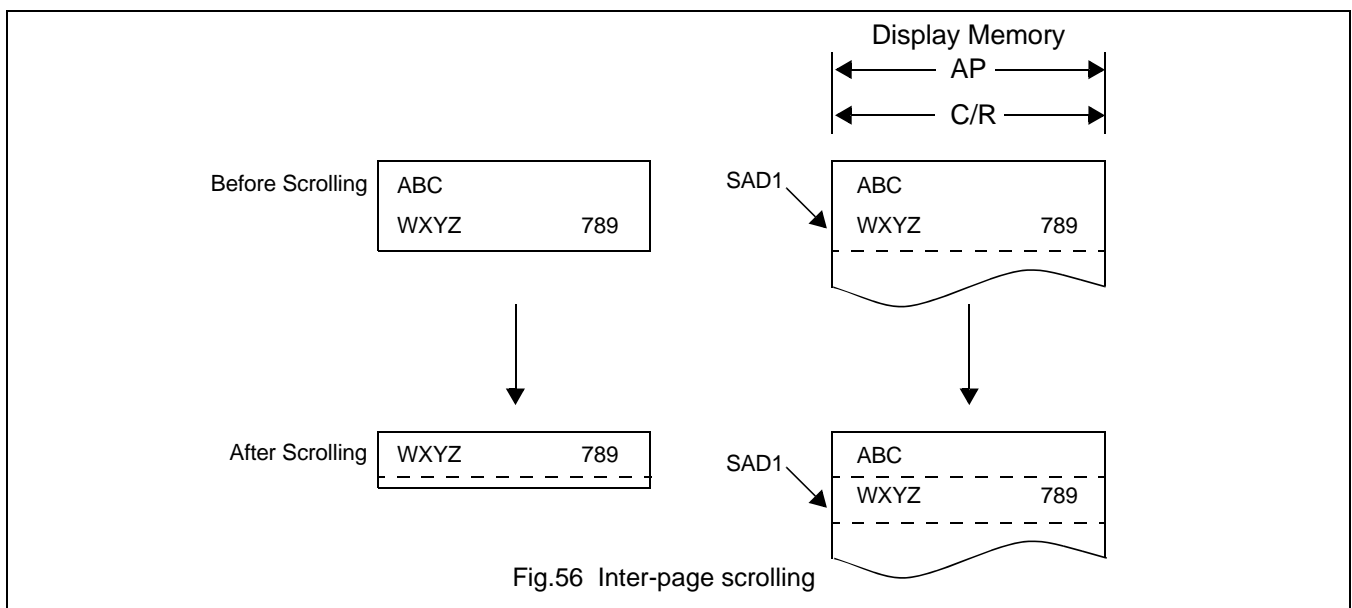 Display Memory
AP
C/R
Before Scrolling
ABC
WXYZ 789
SAD1
ABC
WXYZ 789
After Scrolling
WXYZ 789
SAD1
ABC
WXYZ 789
Fig.56 Inter-page scrolling